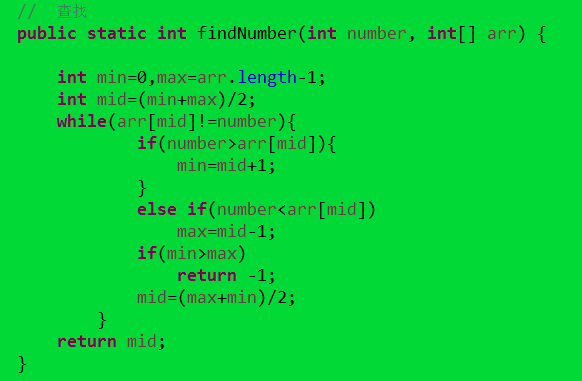 //  查找
public static int findNumber(int number, int[] arr) {
int min=0,max=arr.length-1;
int mid=(min+max)/2;
while(arr[mid]!=number){
if(number>arr[mid]){
min=mid+1;
}
else if(number<arr[mid])
max=mid-1;
if(min>max)
return -1;
mid=(max+min)/2;
}
return mid;
}